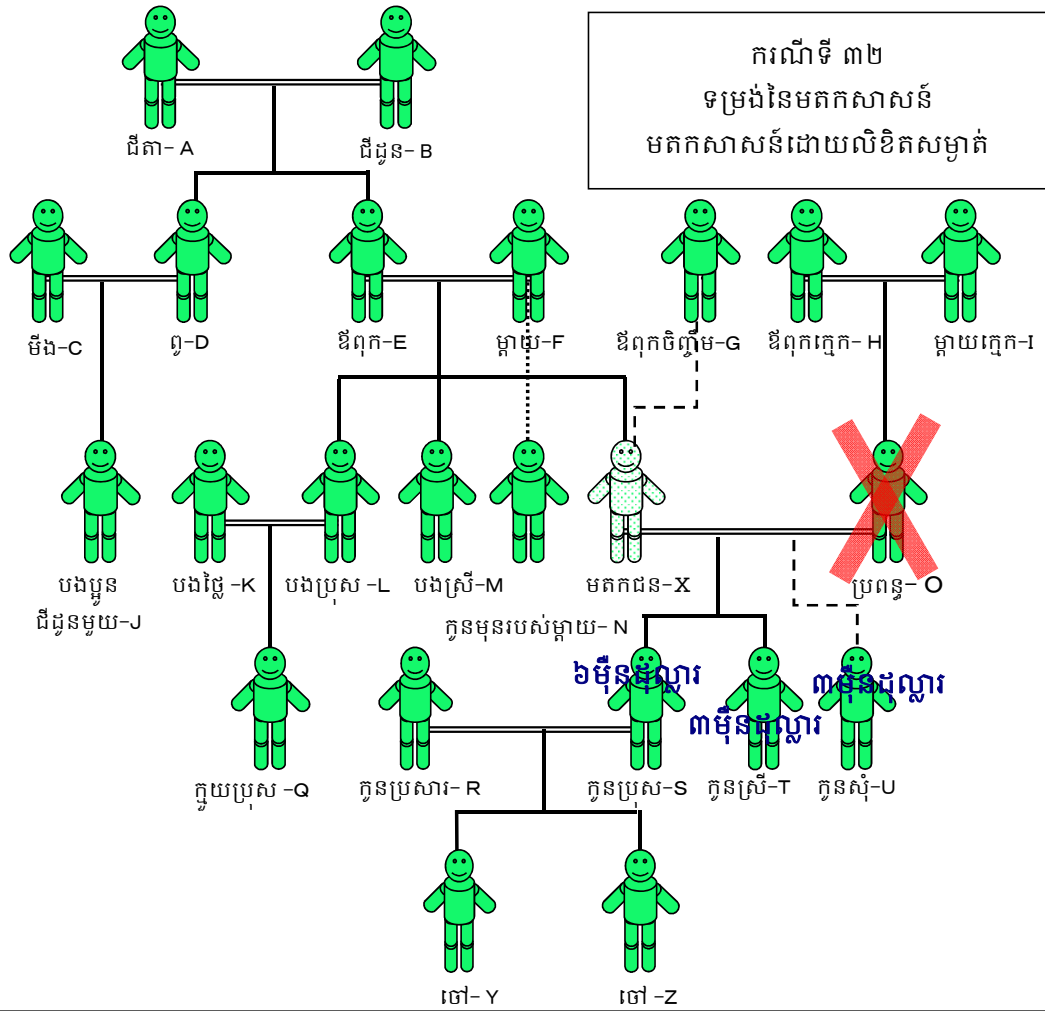 ករណីទី ៣២
ទម្រង់នៃមតកសាសន៍
មតកសាសន៍ដោយលិខិតសម្ងាត់
ជីតា- A
ជីដូន- B
មីង-C
ពូ-D
ឪពុក-E
ម្តាយ-F
ឪពុកចិញ្ចឹម-G
ឪពុកក្មេក- H
ម្តាយក្មេក-I
បងប្អូន
ជីដូនមួយ-J
បងថ្លៃ -K
បងប្រុស -L
បងស្រី-M
មតកជន-X
ប្រពន្ធ- O
កូនមុនរបស់ម្តាយ- N
៦ម៉ឺនដុល្លារ
៣ម៉ឺនដុល្លារ
៣ម៉ឺនដុល្លារ
ក្មួយប្រុស -Q
កូនប្រសារ- R
កូនប្រុស-S
កូនស្រី-T
កូនសុំ-U
ចៅ- Y
ចៅ -Z